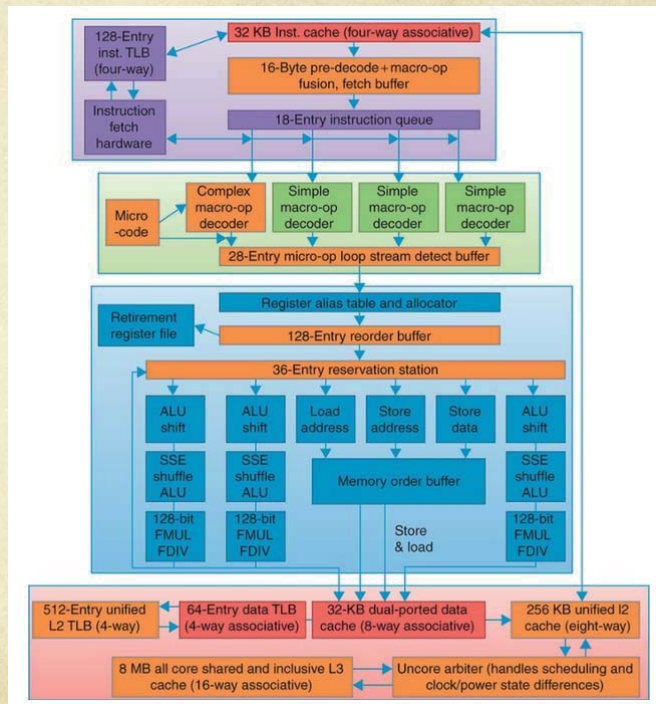 128-Entry
inst. TLB
(four-way)
32 KB Inst. cache (four-way associative)
16-Byte pre-decode+macro-op
fusion, fetch buffer
Instruction
fetch
hardware
18-Entry instruction queue
Micro
-code
Complex
macro-op
decoder
Simple
macro-op
decoder
Simple
macro-op
decoder
Simple
macro-op
decoder
28-Entry micro-op loop stream detect buffer
Register alias table and allocator
Retirement
register file
128-Entry reorder buffer
36-Entry reservation station
ALU
shift
ALU
shift
Load
address
Store
address
Store
data
ALU
shift
SSE
shuffle
ALU
SSE
shuffle
ALU
Memory order buffer
SSE
shuffle
ALU
128-bit
FMUL
FDIV
128-bit
FMUL
FDIV
Store
& load
128-bit
FMUL
FDIV
512-Entry unified
L2 TLB (4-way)
64-Entry data TLB
(4-way associative)
32-KB dual-ported data
cache (8-way associative)
256 KB unified l2
cache (eight-way)
8 MB all core shared and inclusive L3
cache (16-way associative)
Uncore arbiter (handles scheduling and
clock/power state differences)